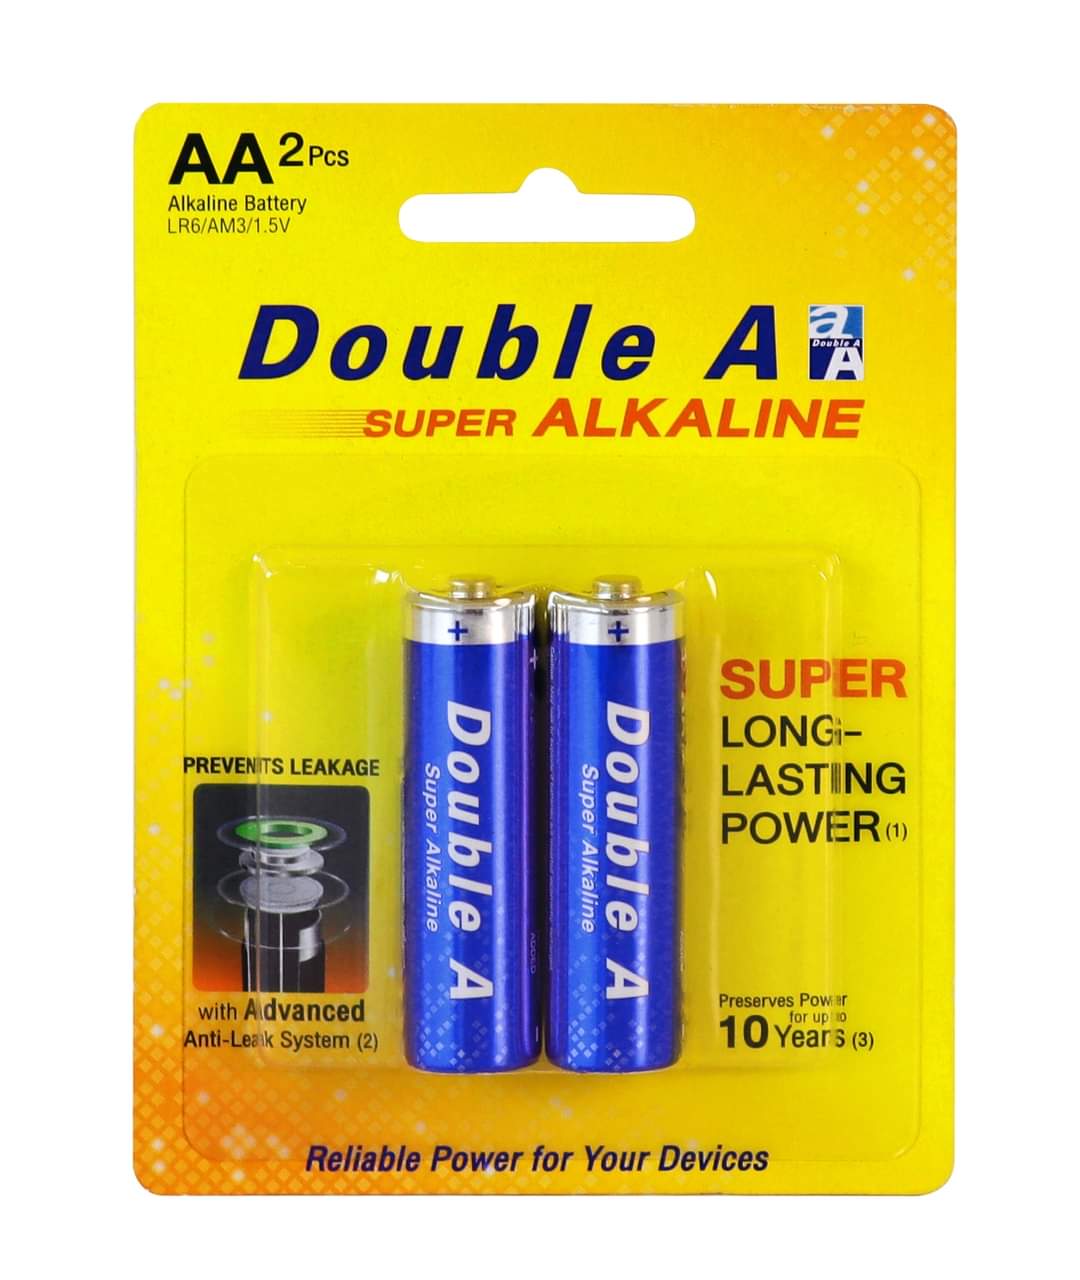 AA 2 Pcs
Alkaline Battery
LR6/AM3/1.5V
Double A
a
Double A
A
SUPER ALKALINE
+
+
+
Double A
Super Alkaline
Double A
Super Alkaline
SUPER
LONG-
LASTING
POWER (1)
PREVENTS LEAKAGE
with Advanced
Anti-Leak System (2)
Preserves Power
for up to
10 Years (3)
Reliable Power for Your Devices